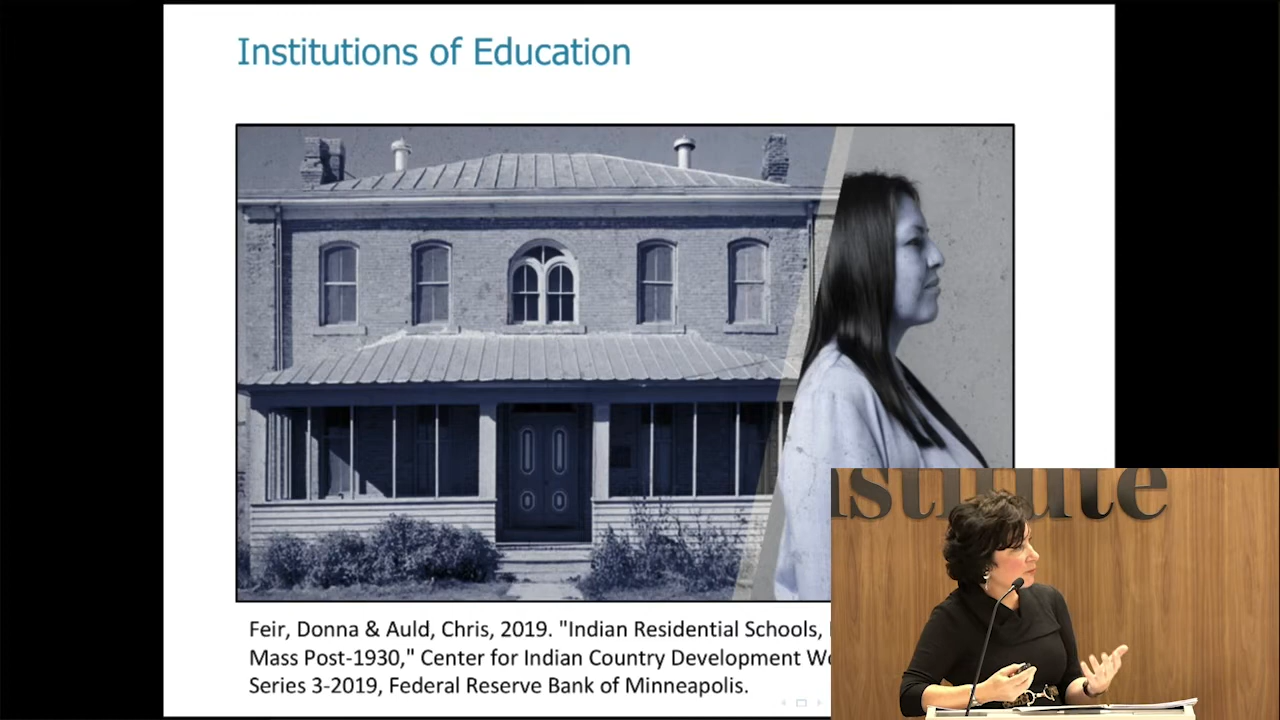 Institutions of Education
Feir, Donna & Auld, Chris, 2019. "Indian Residential Schools,
Mass Post-1930," Center for Indian Country Development
Series 3-2019, Federal Reserve Bank of Minneapolis.
stitute